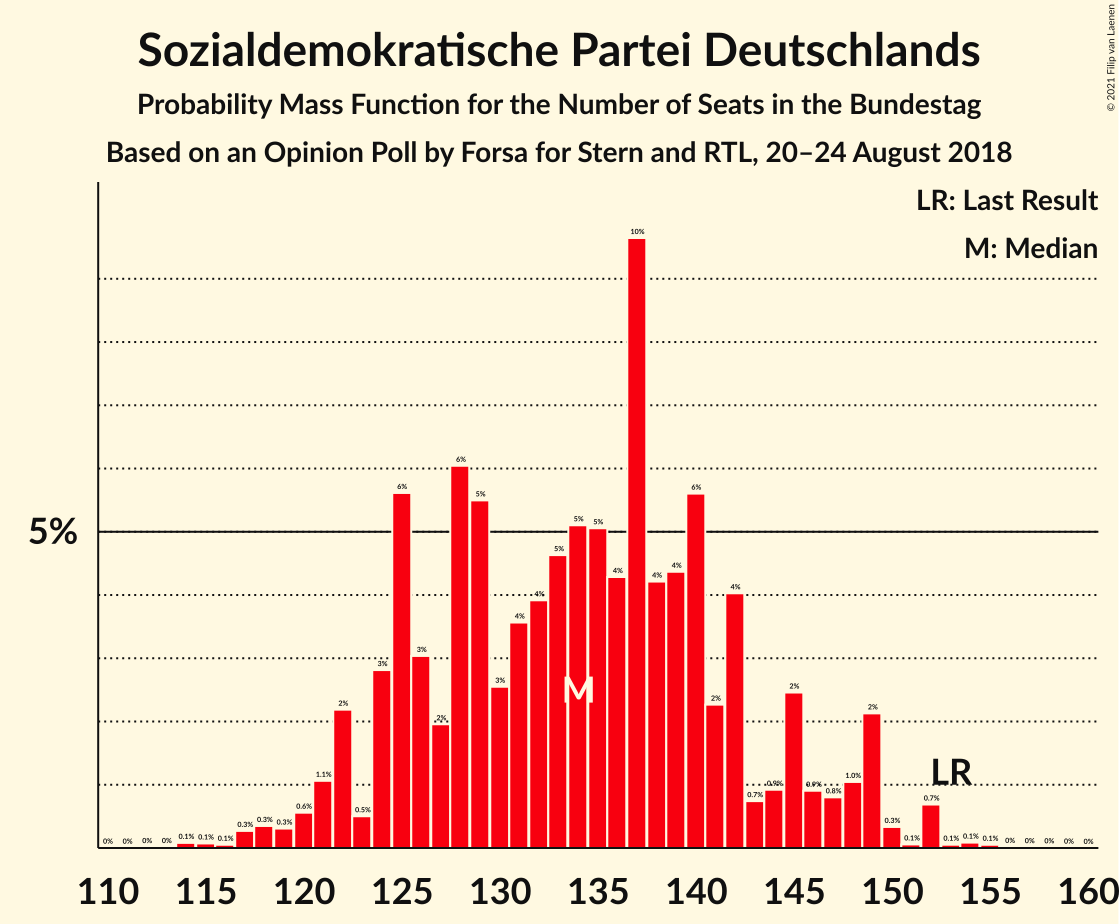 Sozialdemokratische Partei Deutschlands
Probability Mass Function for the Number of Seats in the Bundestag
Based on an Opinion Poll by Forsa for Stern and RTL, 20–24 August 2018
© 2021 Filip van Laenen
LR: Last Result
M: Median
5%
0% 0% 0% 0% 0.1% 0.1% 0.1% 0.3% 0.3% 0.3% 0.6% 1.1% 2% 0.5% 3% 6% 3% 2% 6% 5% 3% 4% 4% 5% 5% 5% 4% 10% 4% 4% 6% 2% 4% 0.7% 0.9% 2% 0.9% 0.8% 1.0% 2% 0.3% 0.1% 0.7% 0.1% 0.1% 0.1% 0% 0% 0% 0% 0%
M
LR
110 115 120 125 130 135 140 145 150 155 160